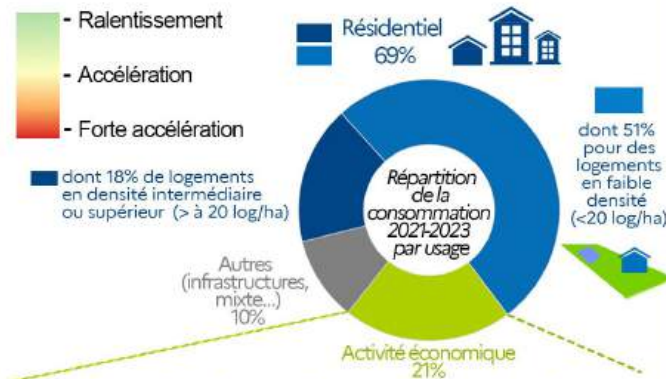 - Ralentissement
- Accélération
- Forte accélération
Résidentiel
69%
dont 51%
pour des
logements
en faible
densité
(<20 log/ha)
dont 18% de logements
en densité intermédiaire
ou supérieur (> à 20 log/ha)
Répartition
de la
consommation
2021-2023
par usage
Autres
(infrastructures,
mixte...)
10%
Activité économique
21%